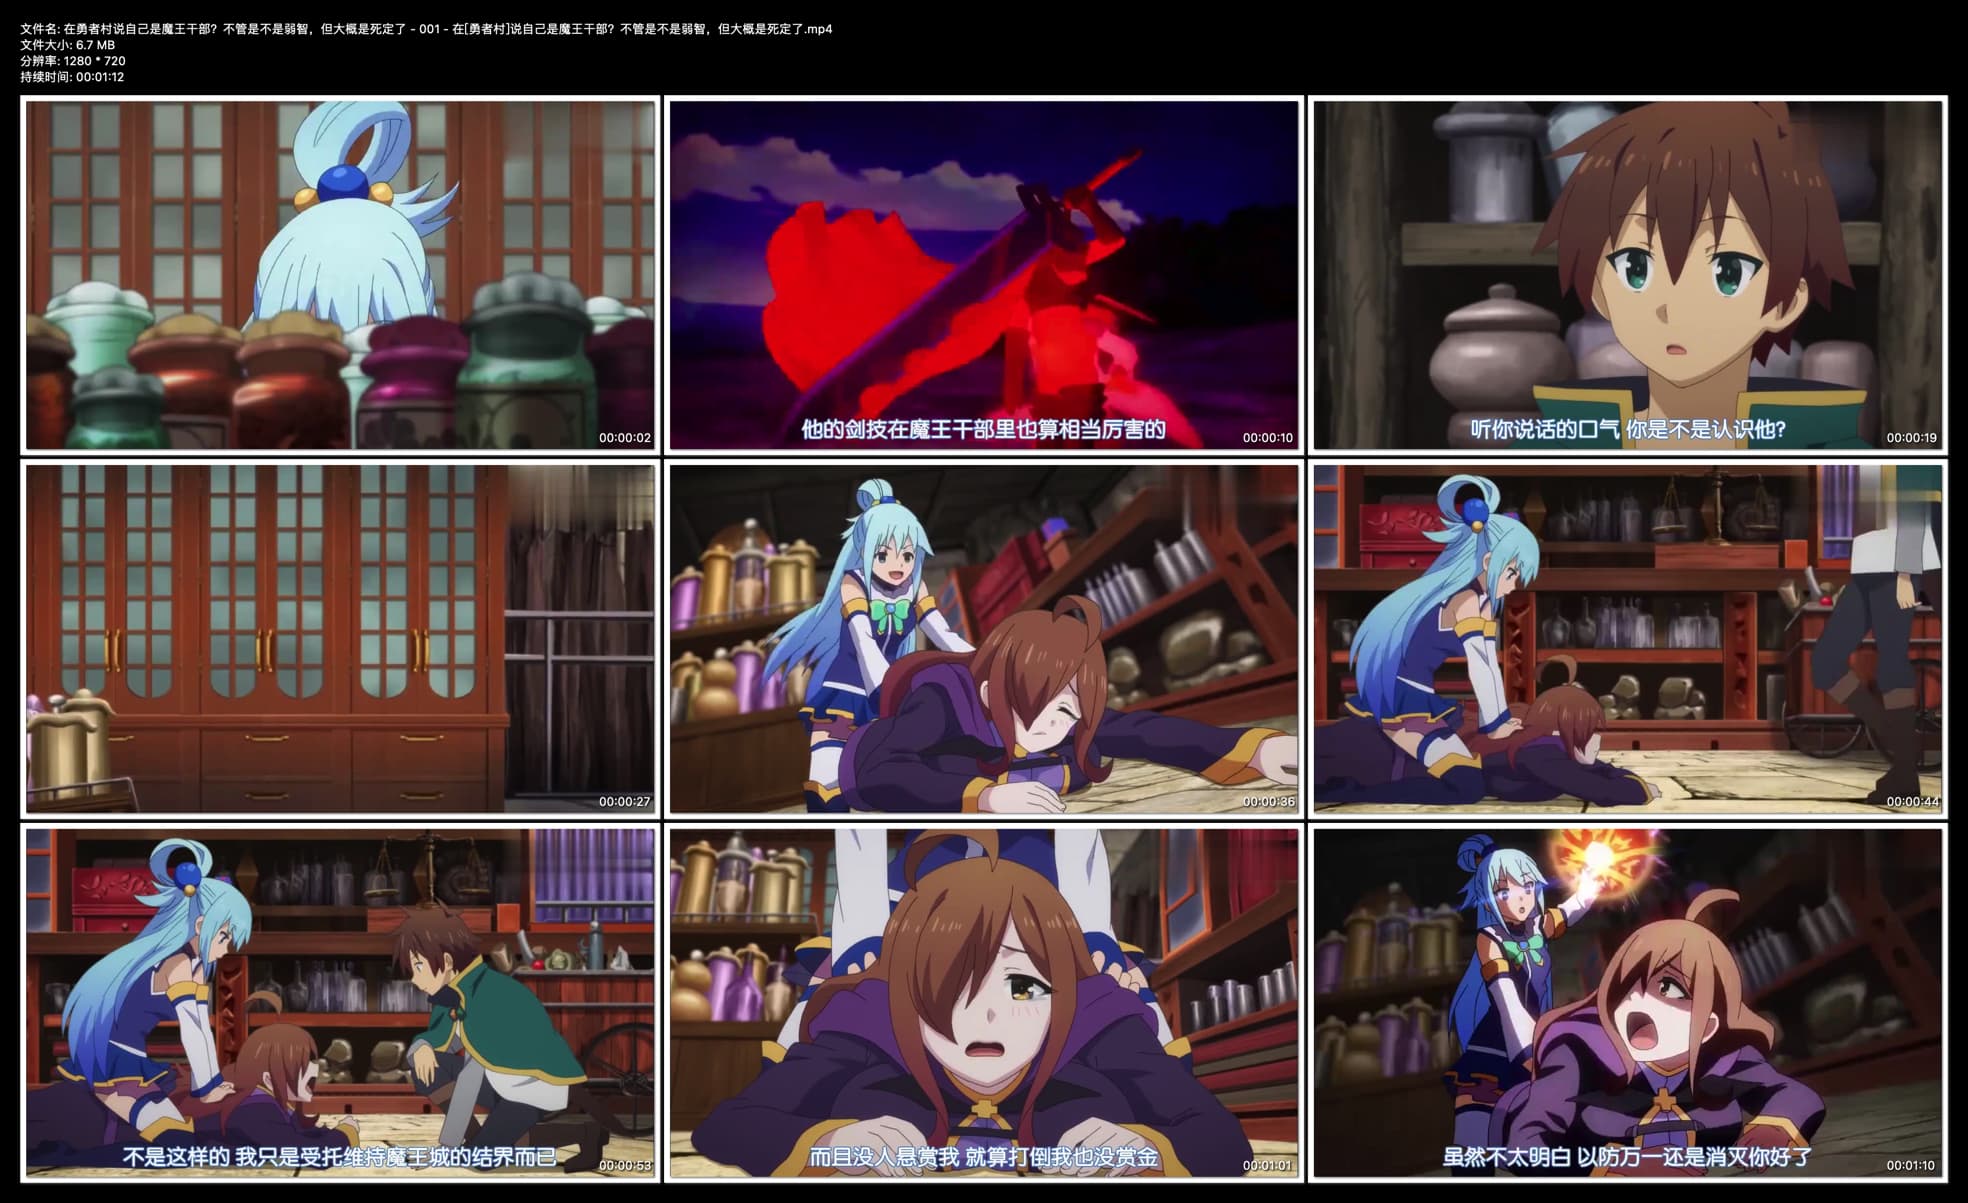 文件名: 在勇者村说自己是魔王干部？不管是不是弱智，但大概是死定了 - 001 - 在[勇者村]说自己是魔王干部？不管是不是弱智，但大概是死定了.mp4
文件大小: 6.7 MB
分辨率: 1280 * 720
持续时间: 00:01:12
00:00:02
他的剑技在魔王干部里也算相当厉害的
00:00:10
听你说话的口气 你是不是认识他?
00:00:19
00:00:27
00:00:36
00:00:44
不是这样的 我只是受托维持魔王城的结界而已
00:00:53
而且没人悬赏我 就算打倒我也没赏金
00:01:01
虽然不太明白 以防万一还是消灭你好了
00:01:10